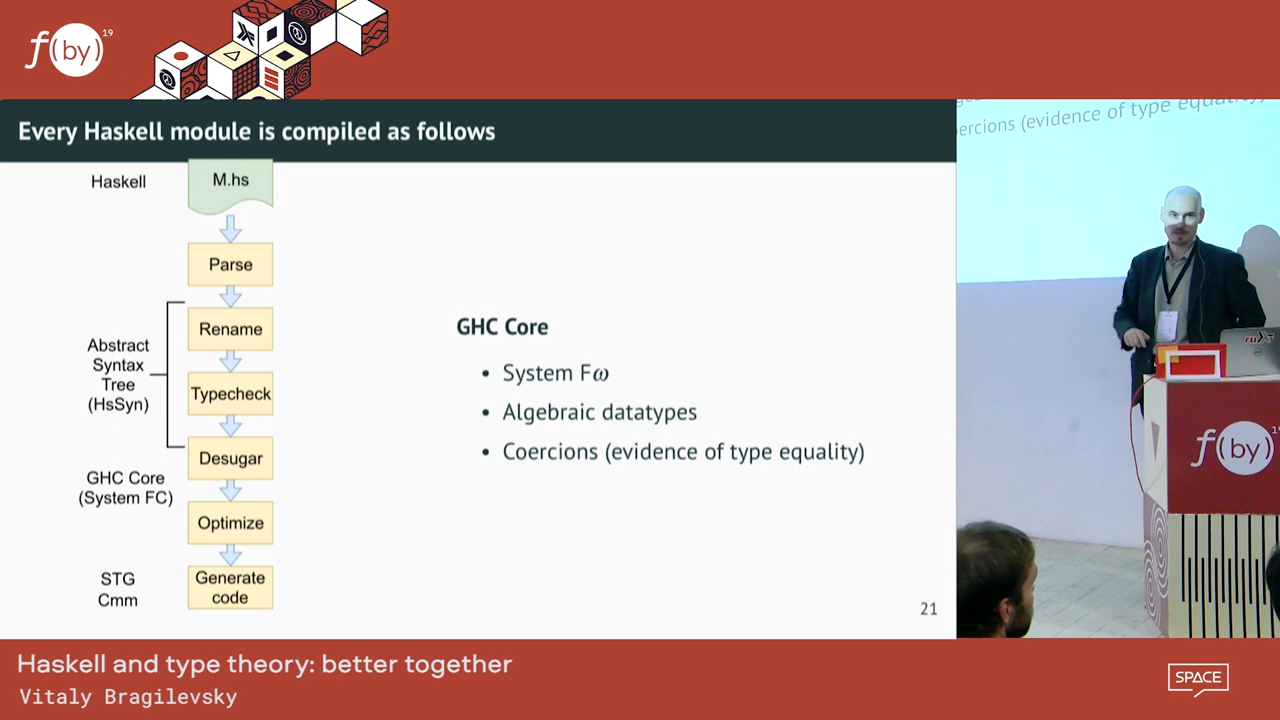 f(by) 19
Every Haskell module is compiled as follows
Haskell
M.hs
Parse
Rename
Abstract
Syntax
Tree
(HsSyn)
Typecheck
Desugar
GHC Core
(System FC)
Optimize
STG
Cmm
Generate
code
GHC Core
• System Fω
• Algebraic datatypes
• Coercions (evidence of type equality)
21
ercions (evidence of type equality)
f(by)
Haskell and type theory: better together
Vitaly Bragilevsky
SPACE